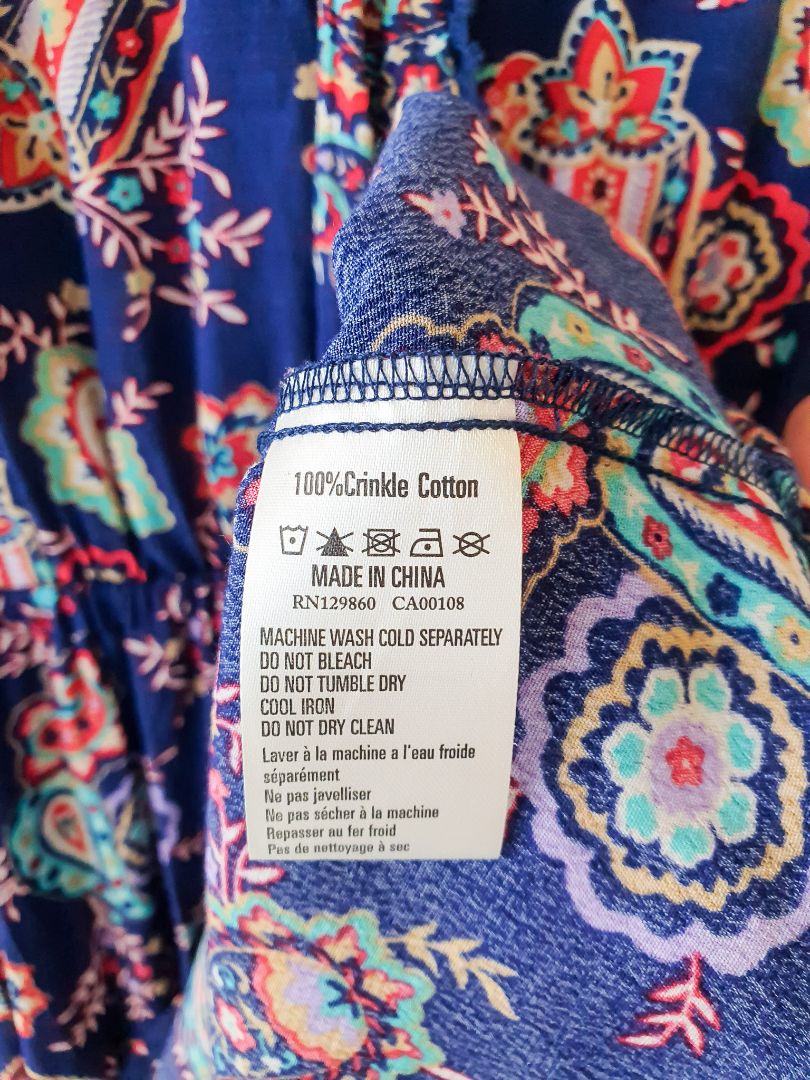 100%Crinkle Cotton
MADE IN CHINA
RN129860 CA00108
MACHINE WASH COLD SEPARATELY
DO NOT BLEACH
DO NOT TUMBLE DRY
COOL IRON
DO NOT DRY CLEAN
Laver à la machine a l'eau froide
séparément
Ne pas javelliser
Ne pas sécher à la machine
Repasser au fer froid
Pas de nettoyage à sec